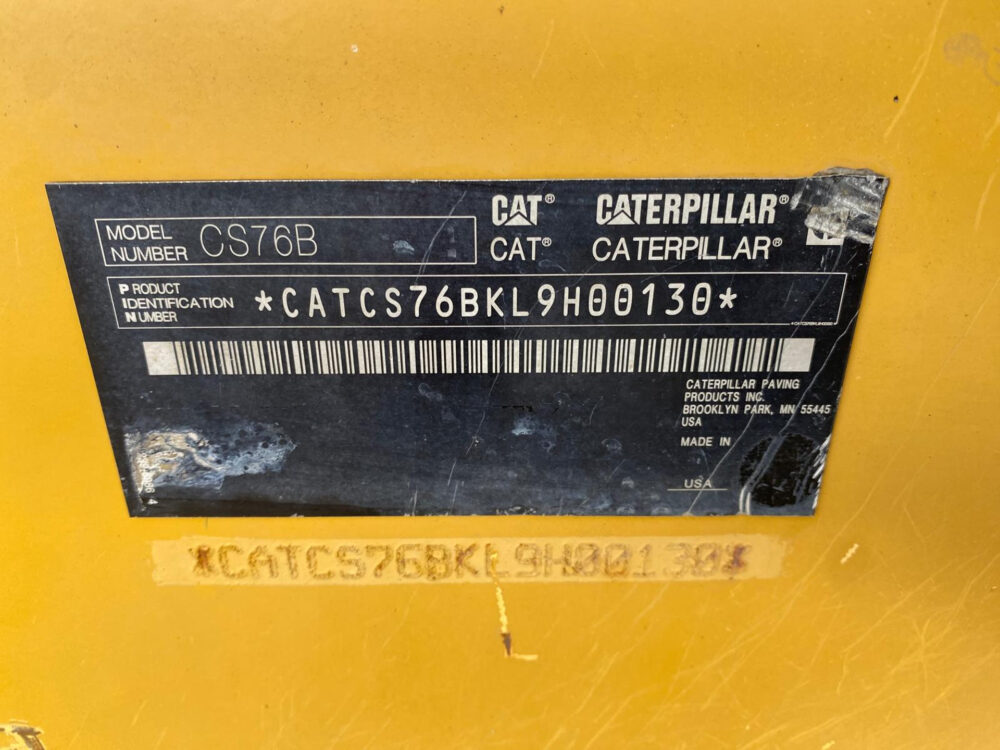 CAT® CATERPILLAR®
CAT® CATERPILLAR®
MODEL
NUMBER CS76B
PRODUCT
IDENTIFICATION
NUMBER
*CATCS76BKL9H00130*
CATERPILLAR PAVING
PRODUCTS INC.
BROOKLYN PARK, MN 55445
USA
MADE IN
USA
*CATCS76BKL9H00130*